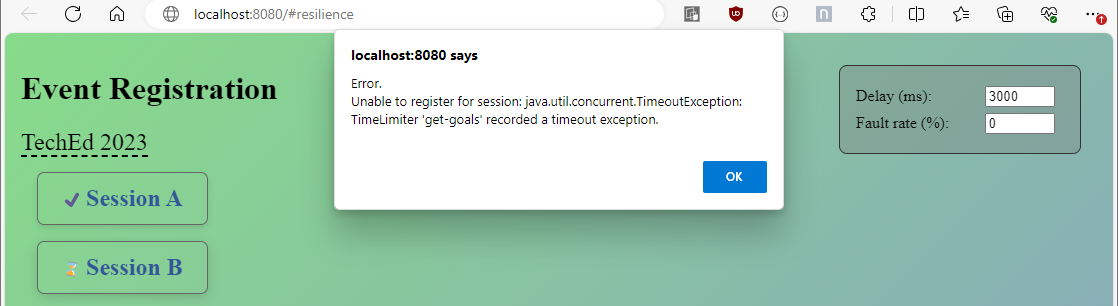 localhost:8080/#resilience
localhost:8080 says
Error.
Unable to register for session: java.util.concurrent.TimeoutException:
TimeLimiter 'get-goals' recorded a timeout exception.
OK
Event Registration
TechEd 2023
✔ Session A
⌛ Session B
Delay (ms): 3000
Fault rate (%): 0